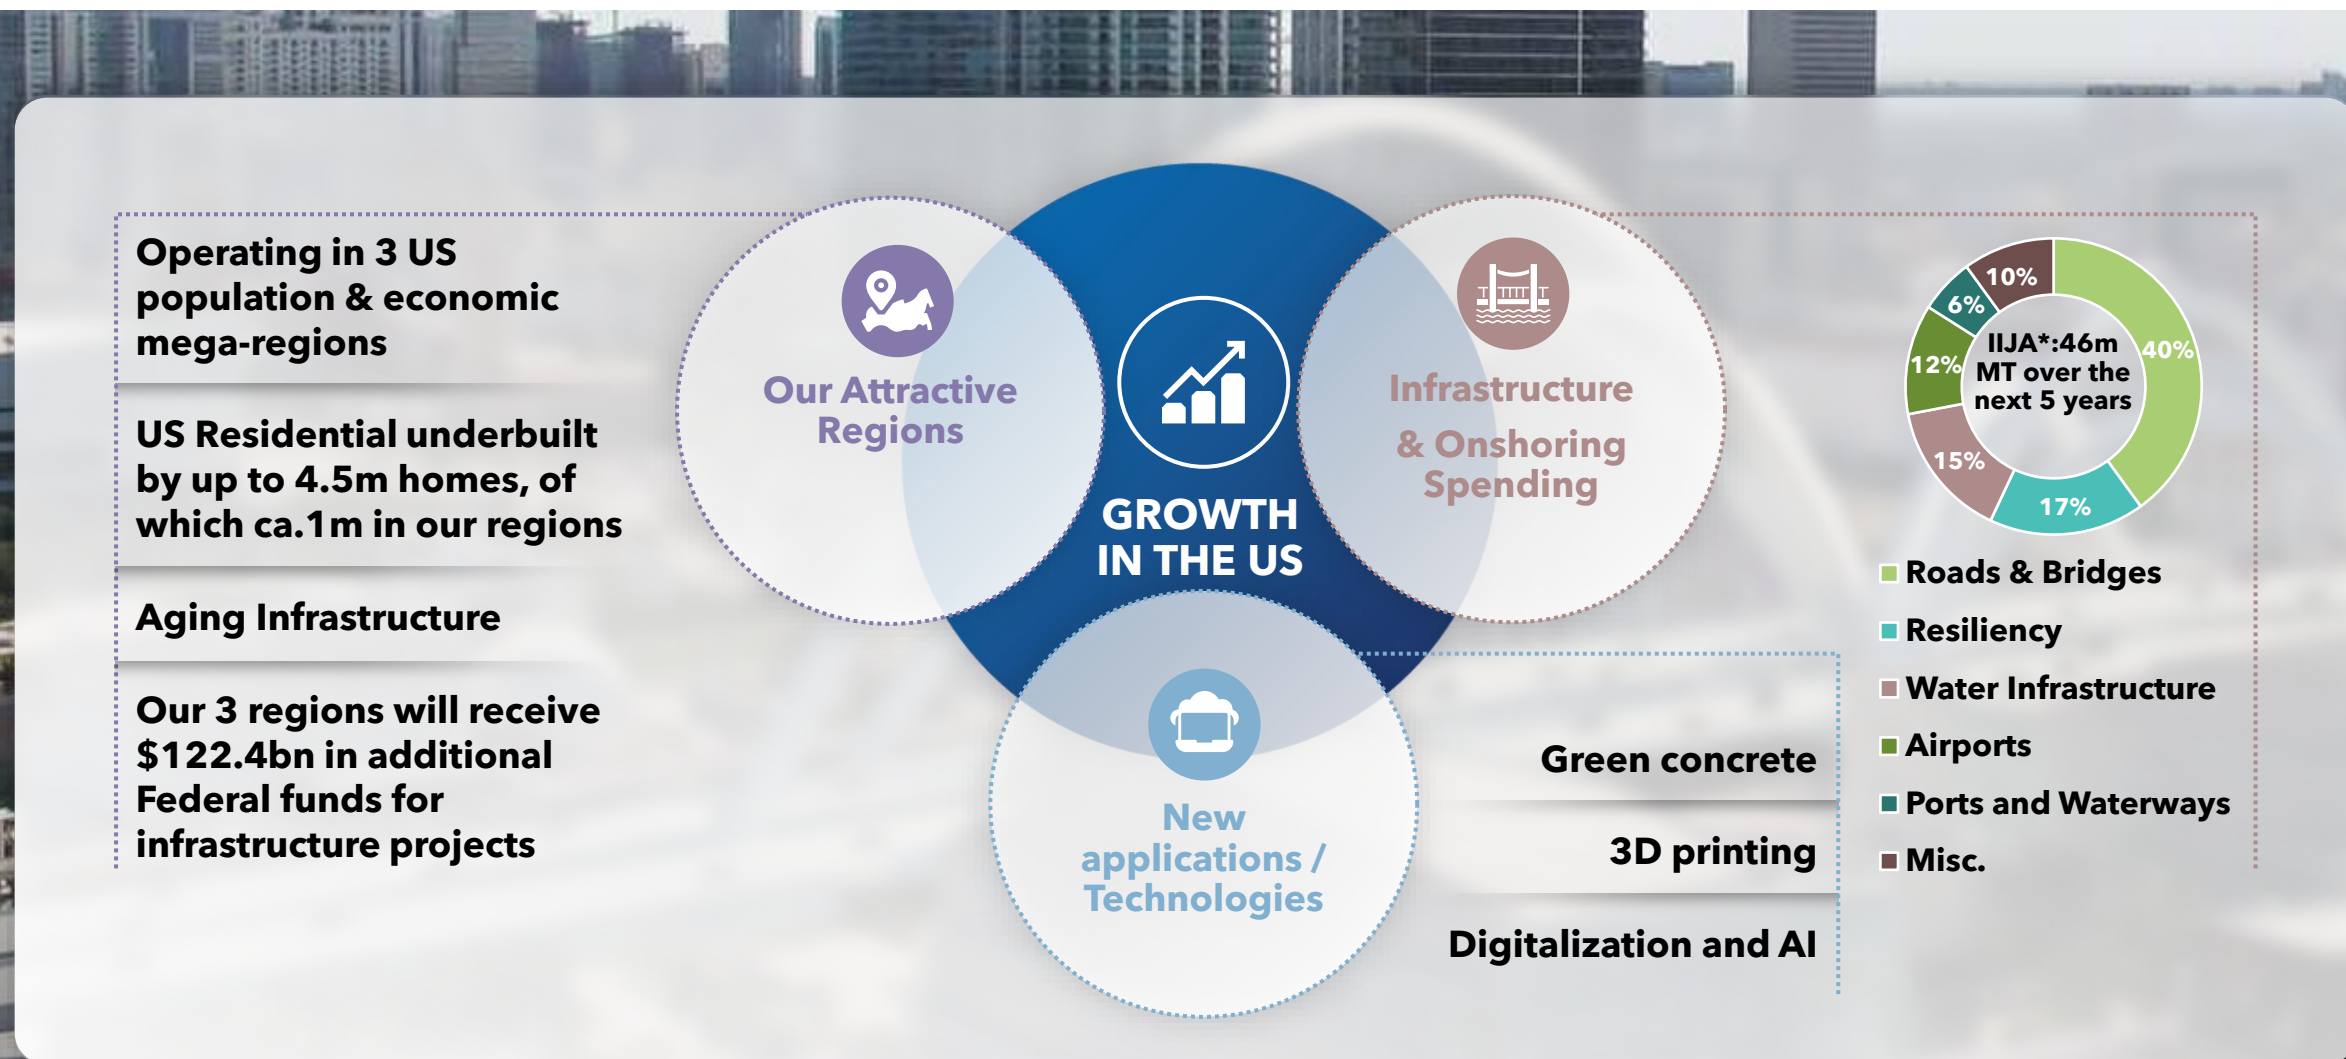 Operating in 3 US
population & economic
mega-regions
US Residential underbuilt
by up to 4.5m homes, of
which ca.1m in our regions
Aging Infrastructure
Our 3 regions will receive
$122.4bn in additional
Federal funds for
infrastructure projects
Our Attractive
Regions
GROWTH
IN THE US
Infrastructure
& Onshoring
Spending
New
applications /
Technologies
Green concrete
3D printing
Digitalization and AI
10%
6%
12%
15%
17%
40%
IIJA*:46m
MT over the
next 5 years
Roads & Bridges
Resiliency
Water Infrastructure
Airports
Ports and Waterways
Misc.